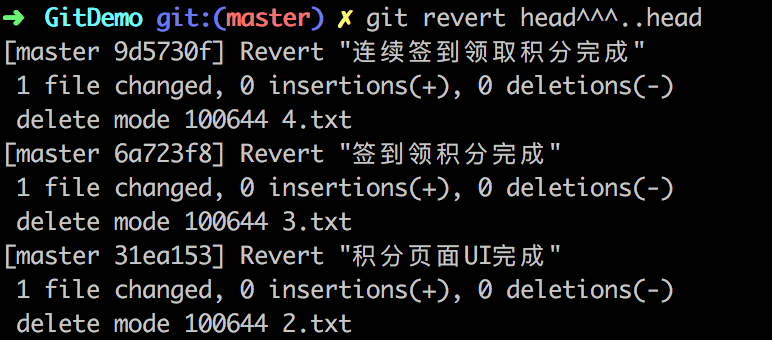 ➜ GitDemo git:(master) ✗ git revert head^^^..head
[master 9d5730f] Revert "连续签到领取积分完成"
 1 file changed, 0 insertions(+), 0 deletions(-)
 delete mode 100644 4.txt
[master 6a723f8] Revert "签到领积分完成"
 1 file changed, 0 insertions(+), 0 deletions(-)
 delete mode 100644 3.txt
[master 31ea153] Revert "积分页面UI完成"
 1 file changed, 0 insertions(+), 0 deletions(-)
 delete mode 100644 2.txt